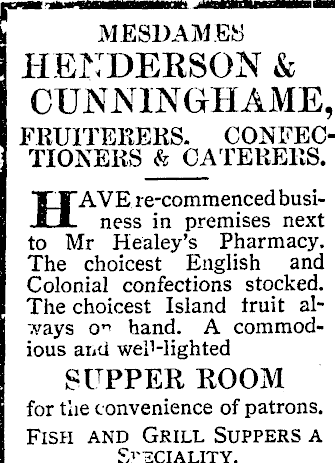 MESDAMES
HENDERSON &
CUNNINGHAME,
FRUITERERS. CONFEC-
TIONERS & CATERERS.
HAVE re-commenced busi-
ness in premises next
to Mr Healey's Pharmacy.
The choicest English and
Colonial confections stocked.
The choicest Island fruit al-
ways on hand. A commod-
ious and well-lighted
SUPPER ROOM
for the convenience of patrons.
FISH AND GRILL SUPPERS A
SPECIALITY.